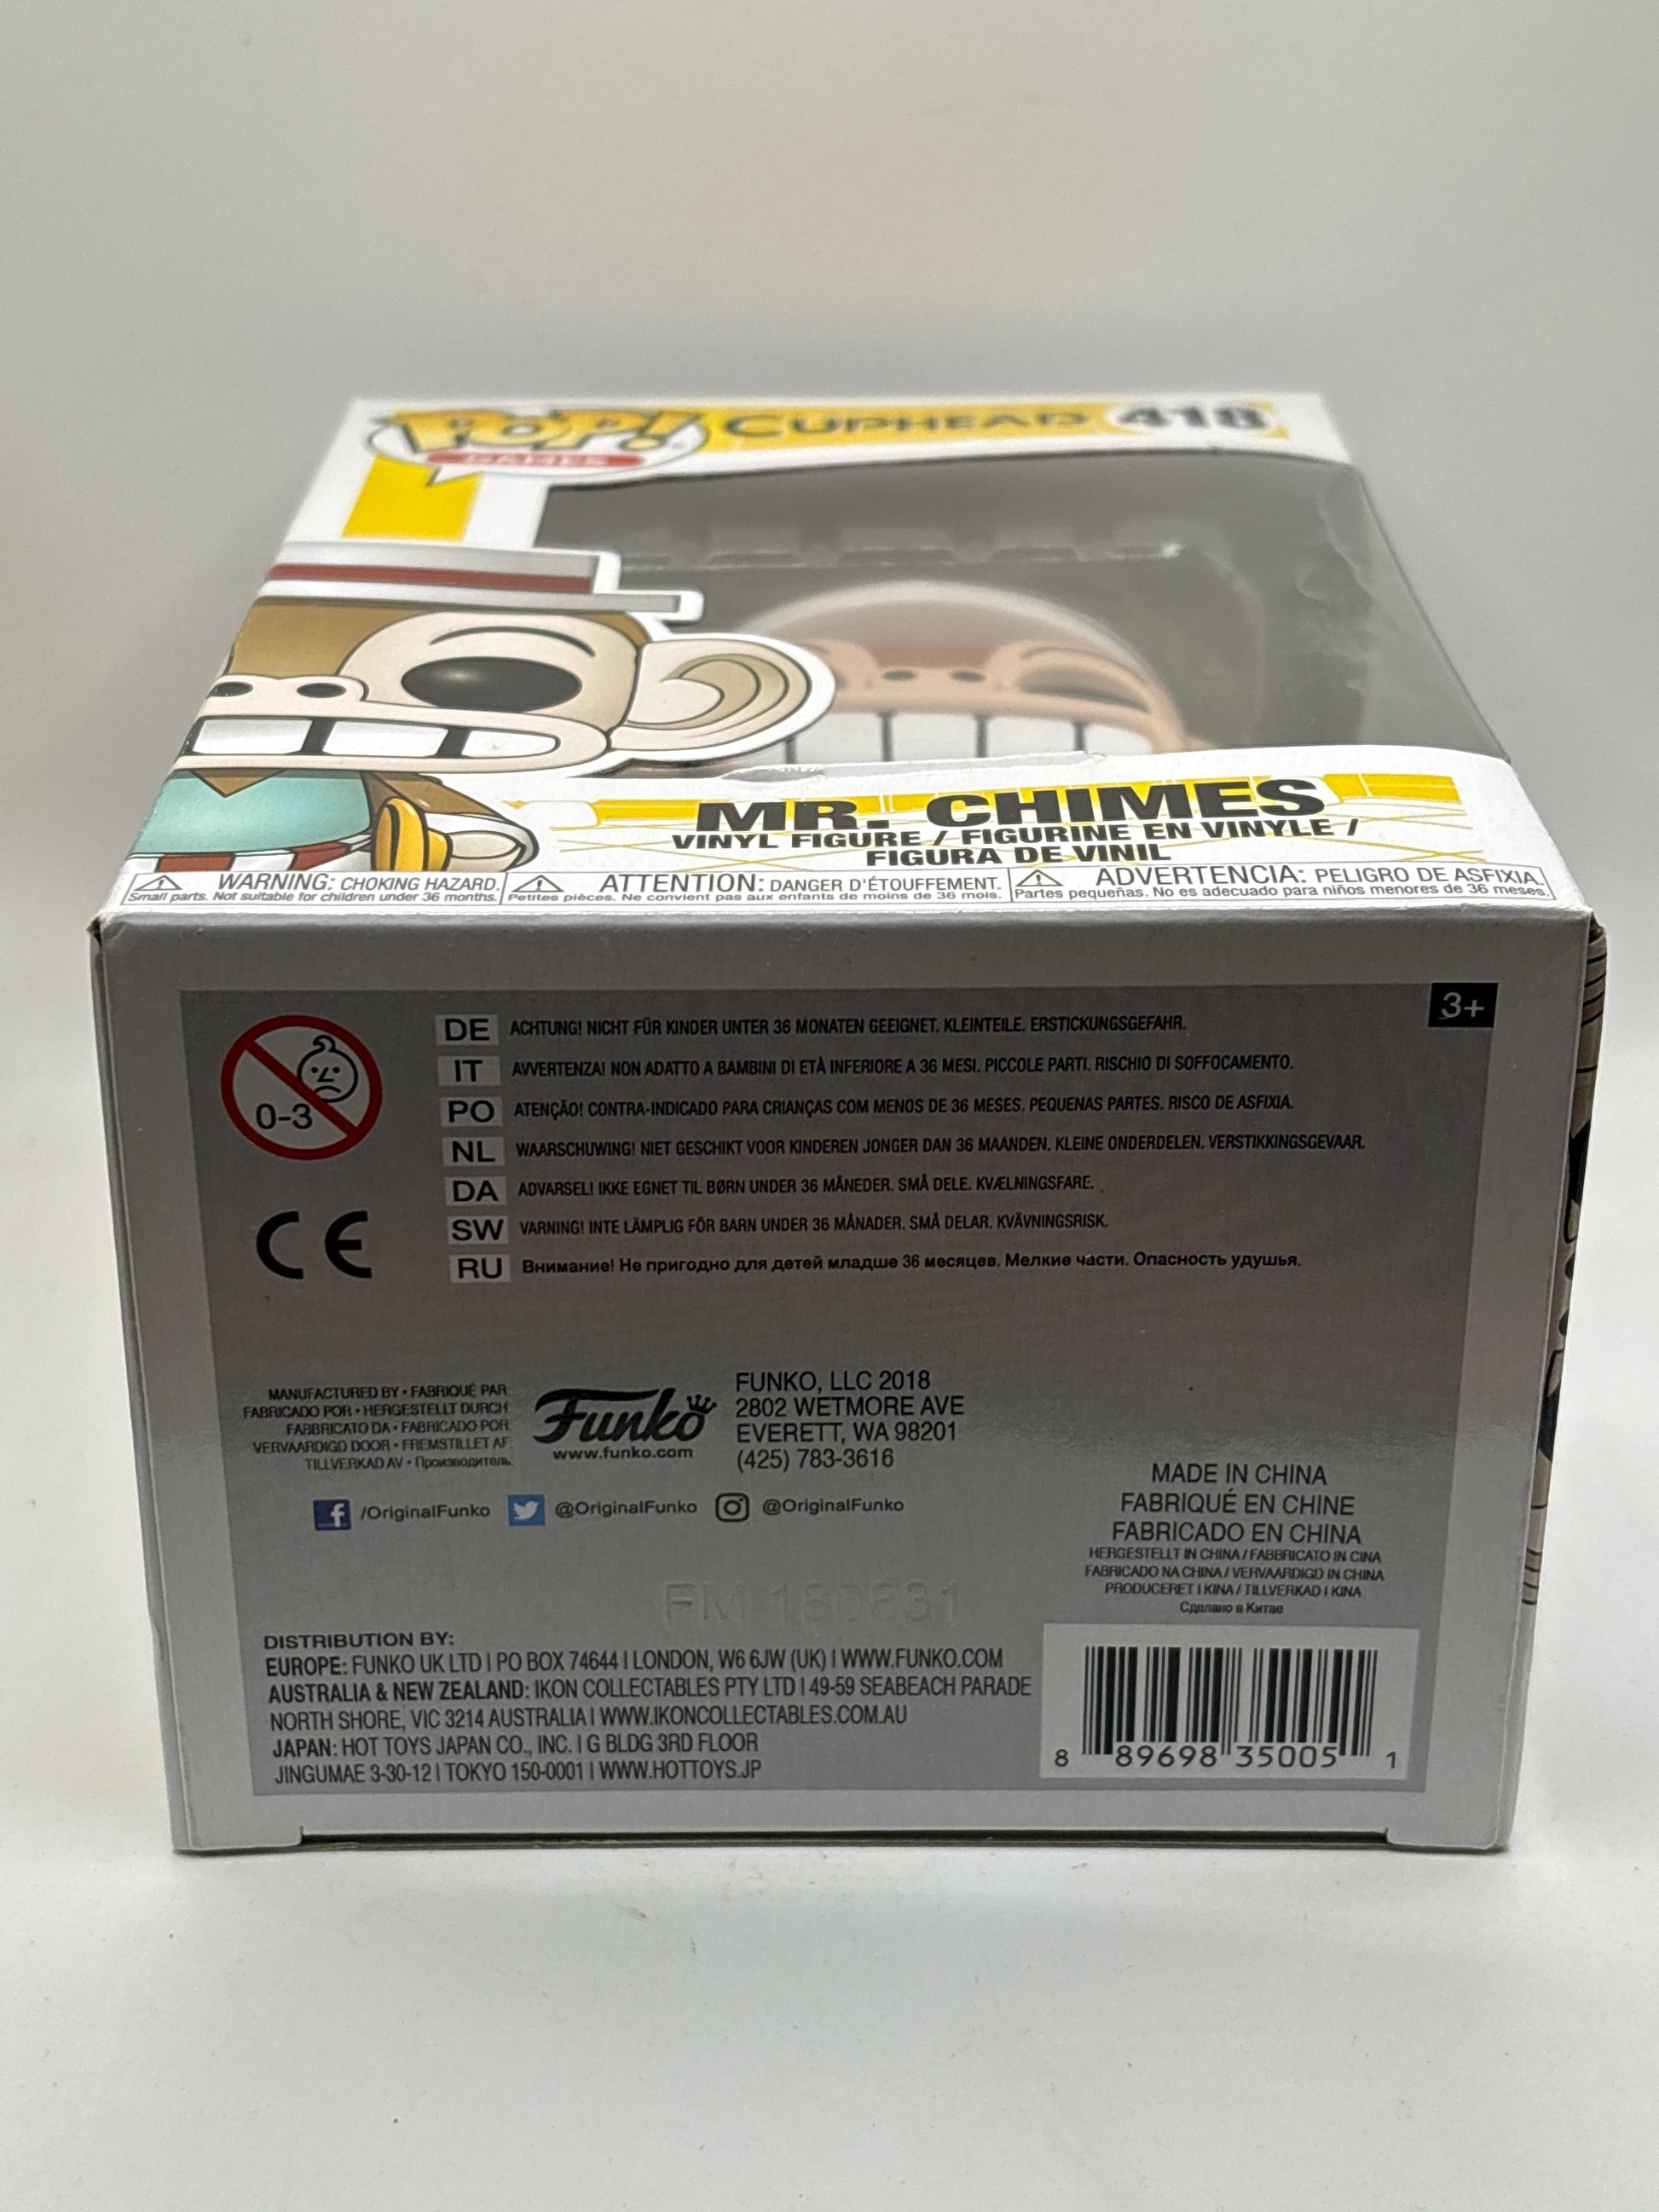 POP! CUPHEAD 418
GAMES
MR. CHIMES
VINYL FIGURE / FIGURINE EN VINYLE /
FIGURA DE VINIL
WARNING: CHOKING HAZARD.
Small parts. Not suitable for children under 36 months.
ATTENTION: DANGER D'ÉTOUFFEMENT.
Petites pièces. Ne convient pas aux enfants de moins de 36 mois.
ADVERTENCIA: PELIGRO DE ASFIXIA.
Partes pequeñas. No es adecuado para niños menores de 36 meses.
3+
0-3
DE ACHTUNG! NICHT FÜR KINDER UNTER 36 MONATEN GEEIGNET. KLEINTEILE. ERSTICKUNGSGEFAHR.
IT AVVERTENZA! NON ADATTO A BAMBINI DI ETÀ INFERIORE A 36 MESI. PICCOLE PARTI. RISCHIO DI SOFFOCAMENTO.
PO ATENÇÃO! CONTRA-INDICADO PARA CRIANÇAS COM MENOS DE 36 MESES. PEQUENAS PARTES. RISCO DE ASFIXIA.
NL WAARSCHUWING! NIET GESCHIKT VOOR KINDEREN JONGER DAN 36 MAANDEN. KLEINE ONDERDELEN. VERSTIKKINGSGEVAAR.
DA ADVARSEL! IKKE EGNET TIL BØRN UNDER 36 MÅNEDER. SMÅ DELE. KVÆLNINGSFARE.
SW VARNING! INTE LÄMPLIG FÖR BARN UNDER 36 MÅNADER. SMÅ DELAR. KVÄVNINGSRISK.
RU Внимание! Не пригодно для детей младше 36 месяцев. Мелкие части. Опасность удушья.
CE
MANUFACTURED BY • FABRIQUÉ PAR
FABRICADO POR • HERGESTELLT DURCH
FABBRICATO DA • FABRICADO POR
VERVAARDIGD DOOR • FREMSTILLET AF
TILLVERKAD AV • Производитель
Funko
www.funko.com
FUNKO, LLC 2018
2802 WETMORE AVE
EVERETT, WA 98201
(425) 783-3616
/OriginalFunko @OriginalFunko @OriginalFunko
MADE IN CHINA
FABRIQUÉ EN CHINE
FABRICADO EN CHINA
HERGESTELLT IN CHINA / FABBRICATO IN CINA
FABRICADO NA CHINA / VERVAARDIGD IN CHINA
PRODUCERET I KINA / TILLVERKAD I KINA
Сделано в Китае
DISTRIBUTION BY:
EUROPE: FUNKO UK LTD | PO BOX 74644 | LONDON, W6 6JW (UK) | WWW.FUNKO.COM
AUSTRALIA & NEW ZEALAND: IKON COLLECTABLES PTY LTD | 49-59 SEABEACH PARADE
NORTH SHORE, VIC 3214 AUSTRALIA | WWW.IKONCOLLECTABLES.COM.AU
JAPAN: HOT TOYS JAPAN CO., INC. | G BLDG 3RD FLOOR
JINGUMAE 3-30-12 | TOKYO 150-0001 | WWW.HOTTOYS.JP
8 89698 35005 1